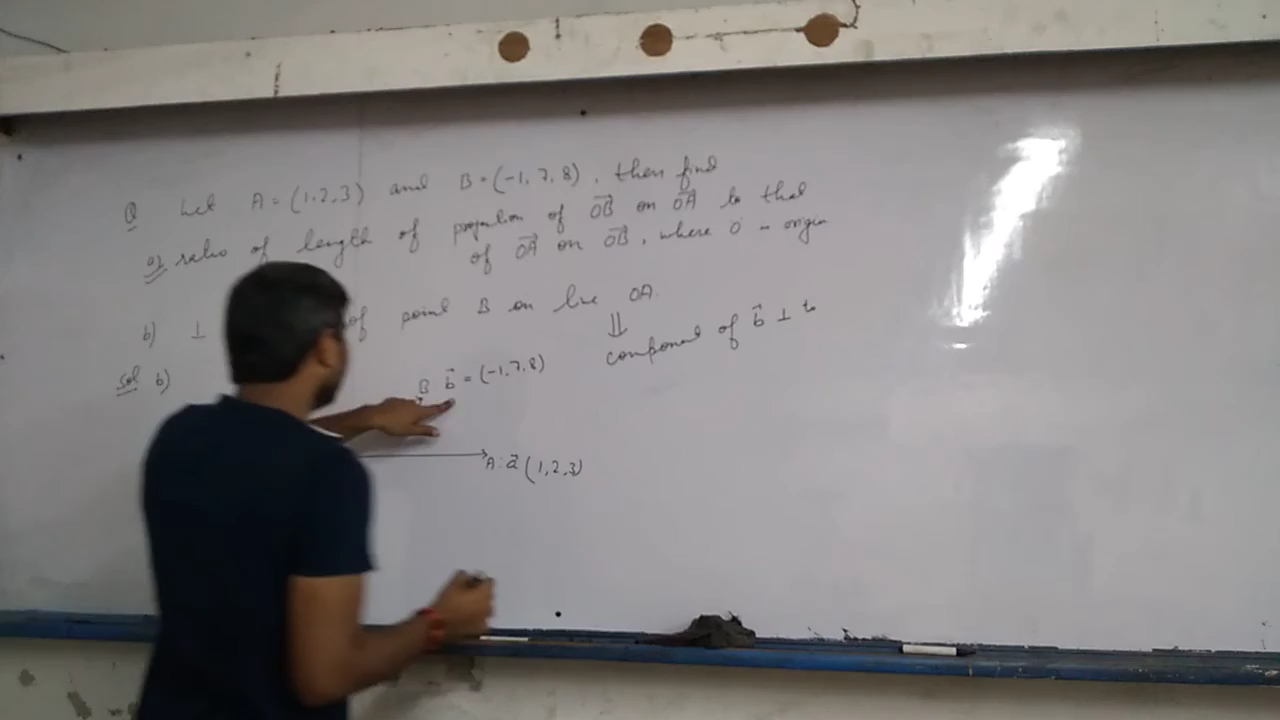 Q Let A = (1,2,3) and B = (-1, 7, 8), then find
a) ratio of length of projection of OB on OA to that
of OA on OB, where O is origin
b) ⊥ of point B on line OA.
⇓
component of b ⊥ to
Sol b)
B b = (-1,7,8)
A: a (1,2,3)